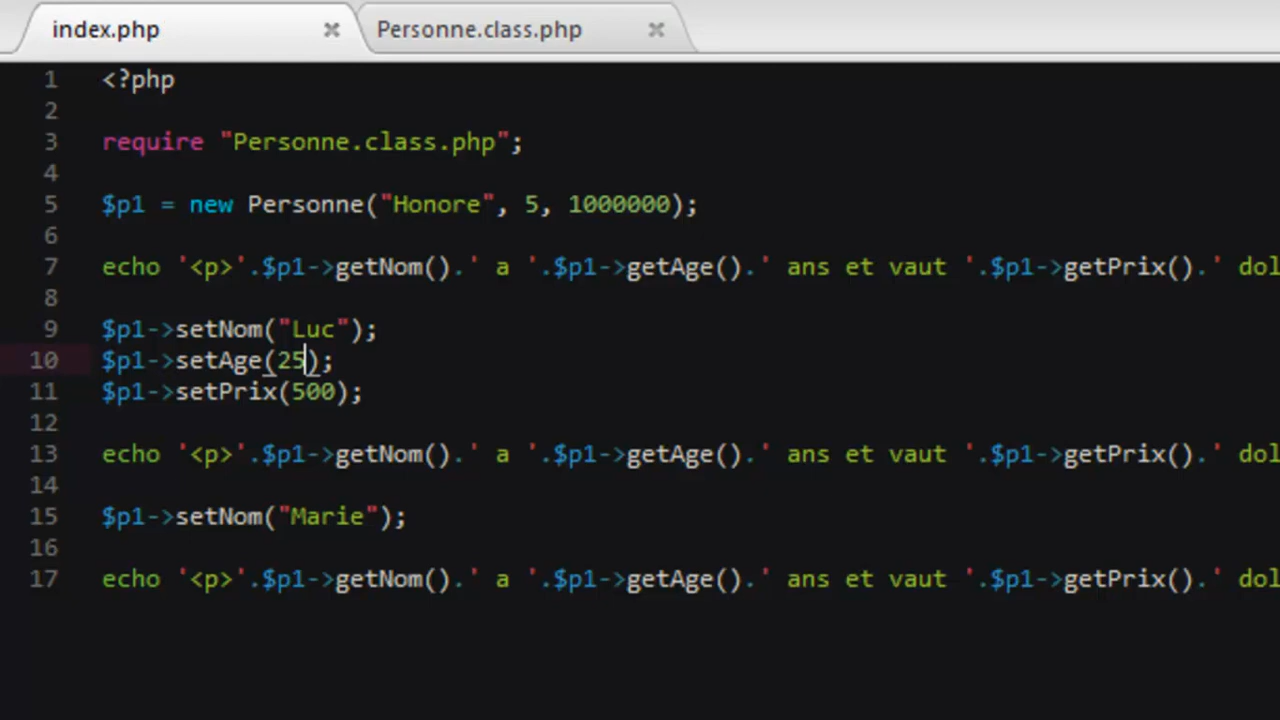 index.php
Personne.class.php
1 <?php
2
3 require "Personne.class.php";
4
5 $p1 = new Personne("Honore", 5, 1000000);
6
7 echo '<p>'.$p1->getNom().' a '.$p1->getAge().' ans et vaut '.$p1->getPrix().' dol
8
9 $p1->setNom("Luc");
10 $p1->setAge(25);
11 $p1->setPrix(500);
12
13 echo '<p>'.$p1->getNom().' a '.$p1->getAge().' ans et vaut '.$p1->getPrix().' dol
14
15 $p1->setNom("Marie");
16
17 echo '<p>'.$p1->getNom().' a '.$p1->getAge().' ans et vaut '.$p1->getPrix().' dol